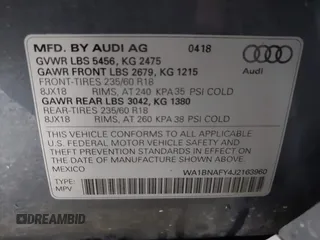 MFD. BY AUDI AG 0418
GVWR LBS 5456, KG 2475
GAWR FRONT LBS 2679, KG 1215
FRONT-TIRES 235/60 R18
8JX18 RIMS, AT 240 KPA 35 PSI COLD
GAWR REAR LBS 3042, KG 1380
REAR-TIRES 235/60 R18
8JX18 RIMS, AT 260 KPA 38 PSI COLD
THIS VEHICLE CONFORMS TO ALL APPLICABLE
FEDERAL MOTOR VEHICLE SAFETY AND
THEFT PREVENTION STANDARDS IN EFFECT ON THE
DATE OF MANUFACTURE SHOWN ABOVE
MEXICO WA1BNAFY4J2163960
TYPE:
MPV
Audi
DREAMBID